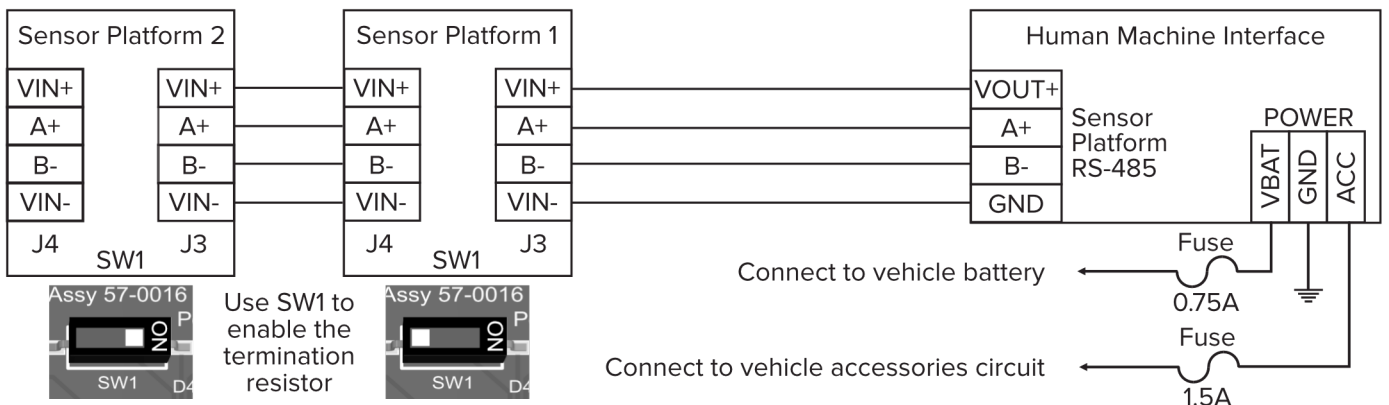 Sensor Platform 2
VIN+
A+
B-
VIN-
J4
VIN+
A+
B-
VIN-
J3
SW1
Sensor Platform 1
VIN+
A+
B-
VIN-
J4
VIN+
A+
B-
VIN-
J3
SW1
Human Machine Interface
VOUT+
A+
B-
GND
Sensor
Platform
RS-485
POWER
VBAT
GND
ACC
Fuse
0.75A
Connect to vehicle battery
Fuse
1.5A
Connect to vehicle accessories circuit
Assy 57-0016
P
ON
SW1
D4
Use SW1 to
enable the
termination
resistor
Assy 57-0016
P
ON
SW1
D4